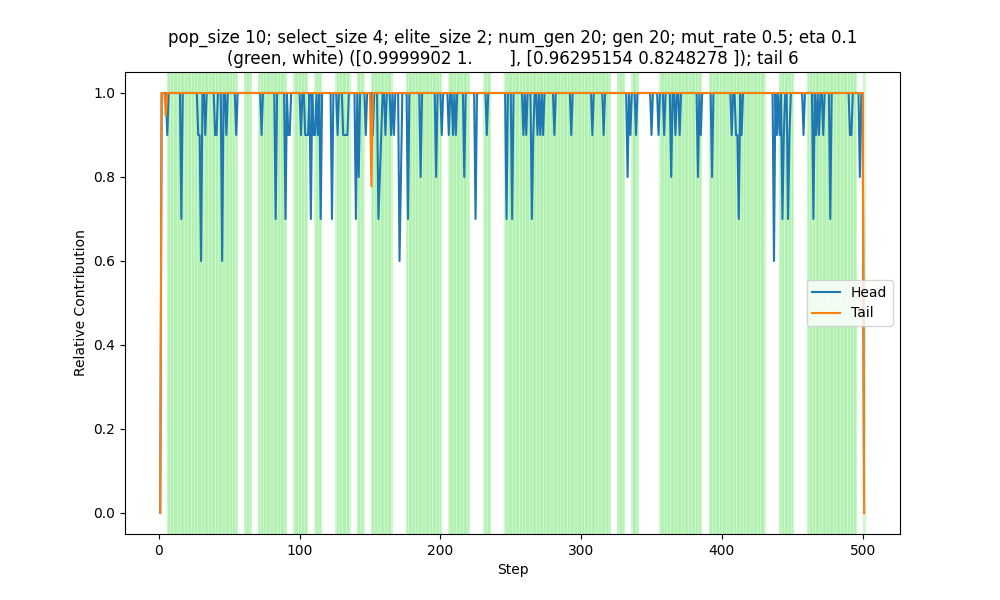 pop_size 10; select_size 4; elite_size 2; num_gen 20; gen 20; mut_rate 0.5; eta 0.1
(green, white) ([0.9999902 1.       ], [0.96295154 0.8248278 ]); tail 6
1.0
0.8
0.6
0.4
0.2
0.0
Relative Contribution
Head
Tail
0
100
200
300
400
500
Step